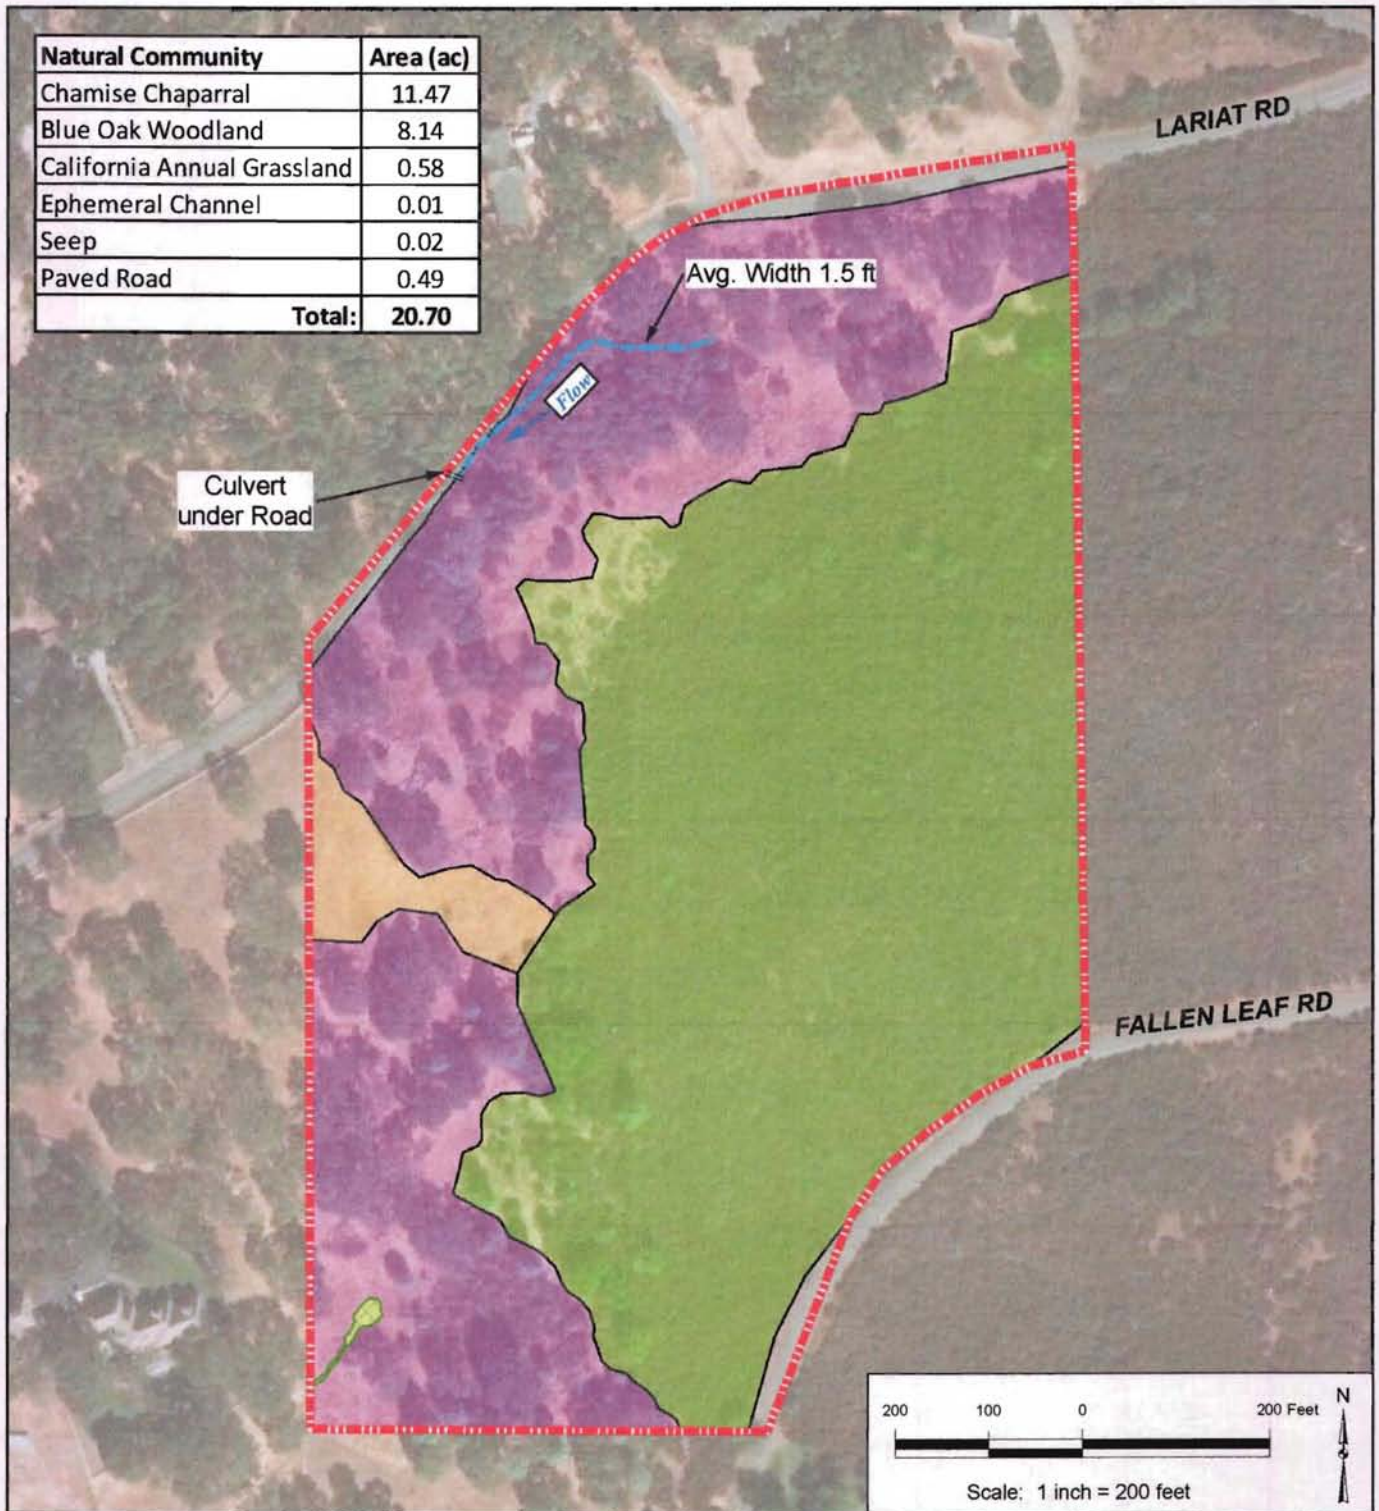 Natural Community Area (ac)
Chamise Chaparral 11.47
Blue Oak Woodland 8.14
California Annual Grassland 0.58
Ephemeral Channel 0.01
Seep 0.02
Paved Road 0.49
Total: 20.70
LARIAT RD
Avg. Width 1.5 ft
Flow
Culvert
under Road
FALLEN LEAF RD
200 100 0 200 Feet
N
Scale: 1 inch = 200 feet